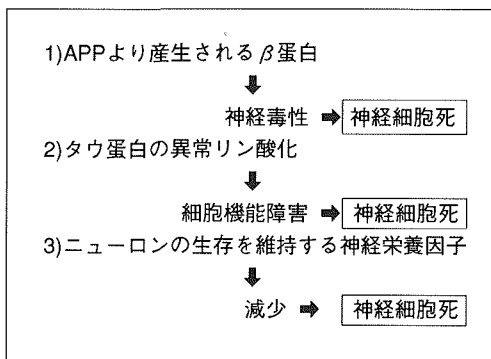 1)APPより産生されるβ蛋白
⬇
神経毒性 ➡ 神経細胞死
2)タウ蛋白の異常リン酸化
⬇
細胞機能障害 ➡ 神経細胞死
3)ニューロンの生存を維持する神経栄養因子
⬇
減少 ➡ 神経細胞死